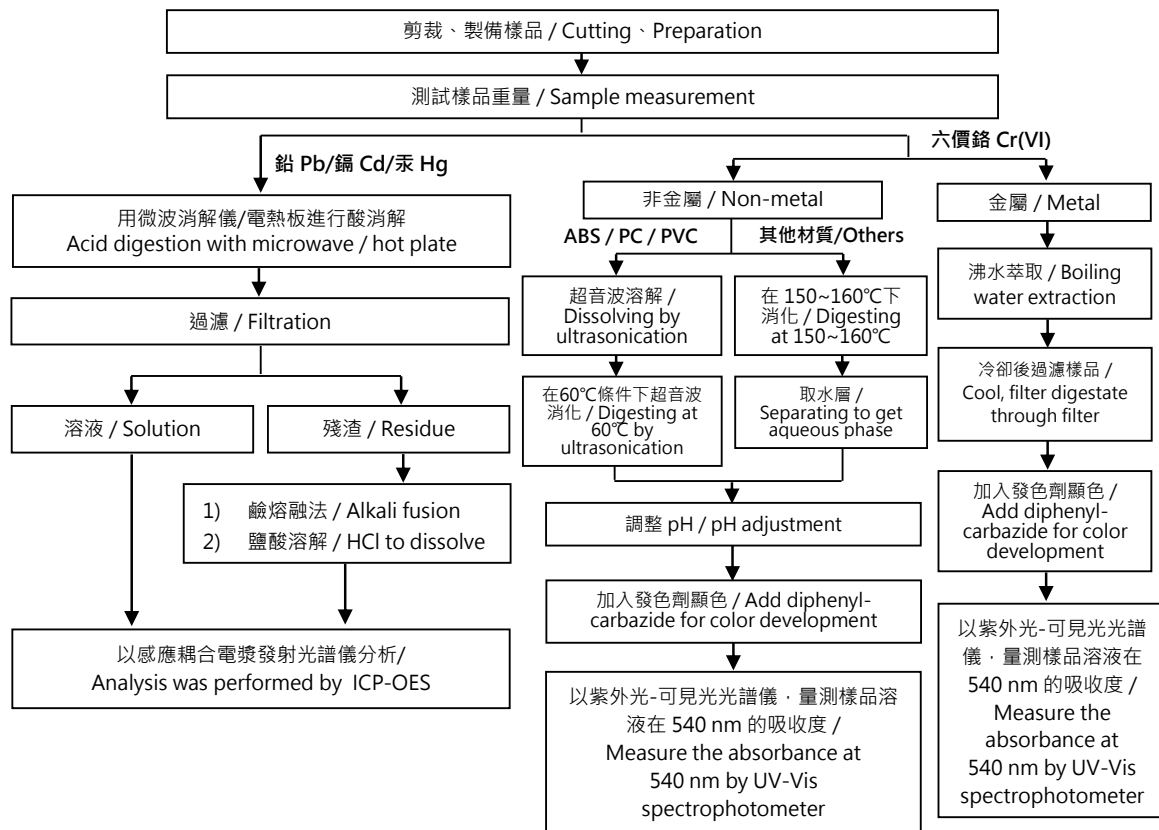 剪裁、製備樣品 / Cutting、Preparation
測試樣品重量 / Sample measurement
鉛 Pb/鎘 Cd/汞 Hg
六價鉻 Cr(VI)
用微波消解儀/電熱板進行酸消解
Acid digestion with microwave / hot plate
過濾 / Filtration
溶液 / Solution
殘渣 / Residue
1) 鹼熔融法 / Alkali fusion
2) 鹽酸溶解 / HCl to dissolve
以感應耦合電漿發射光譜儀分析/
Analysis was performed by ICP-OES
非金屬 / Non-metal
ABS / PC / PVC
其他材質/Others
超音波溶解 /
Dissolving by
ultrasonication
在60℃條件下超音波
消化 / Digesting at
60℃ by
ultrasonication
在 150~160℃下
消化 / Digesting
at 150~160℃
取水層 /
Separating to get
aqueous phase
調整 pH / pH adjustment
加入發色劑顯色 / Add diphenyl-
carbazide for color development
以紫外光-可見光光譜儀，量測樣品溶
液在 540 nm 的吸收度 /
Measure the absorbance at
540 nm by UV-Vis
spectrophotometer
金屬 / Metal
沸水萃取 / Boiling
water extraction
冷卻後過濾樣品 /
Cool, filter digestate
through filter
加入發色劑顯色 /
Add diphenyl-
carbazide for color
development
以紫外光-可見光光譜
儀，量測樣品溶液在
540 nm 的吸收度 /
Measure the
absorbance at
540 nm by UV-Vis
spectrophotometer